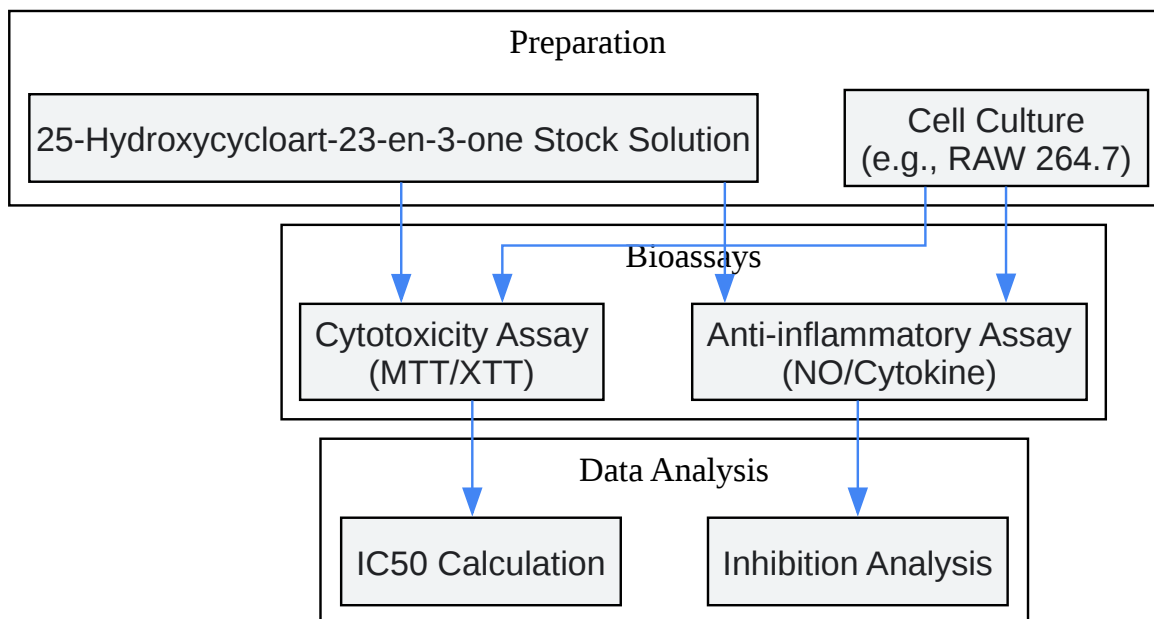 Preparation
25-Hydroxycycloart-23-en-3-one Stock Solution
Cell Culture
(e.g., RAW 264.7)
Bioassays
Cytotoxicity Assay
(MTT/XTT)
Anti-inflammatory Assay
(NO/Cytokine)
Data Analysis
IC50 Calculation
Inhibition Analysis